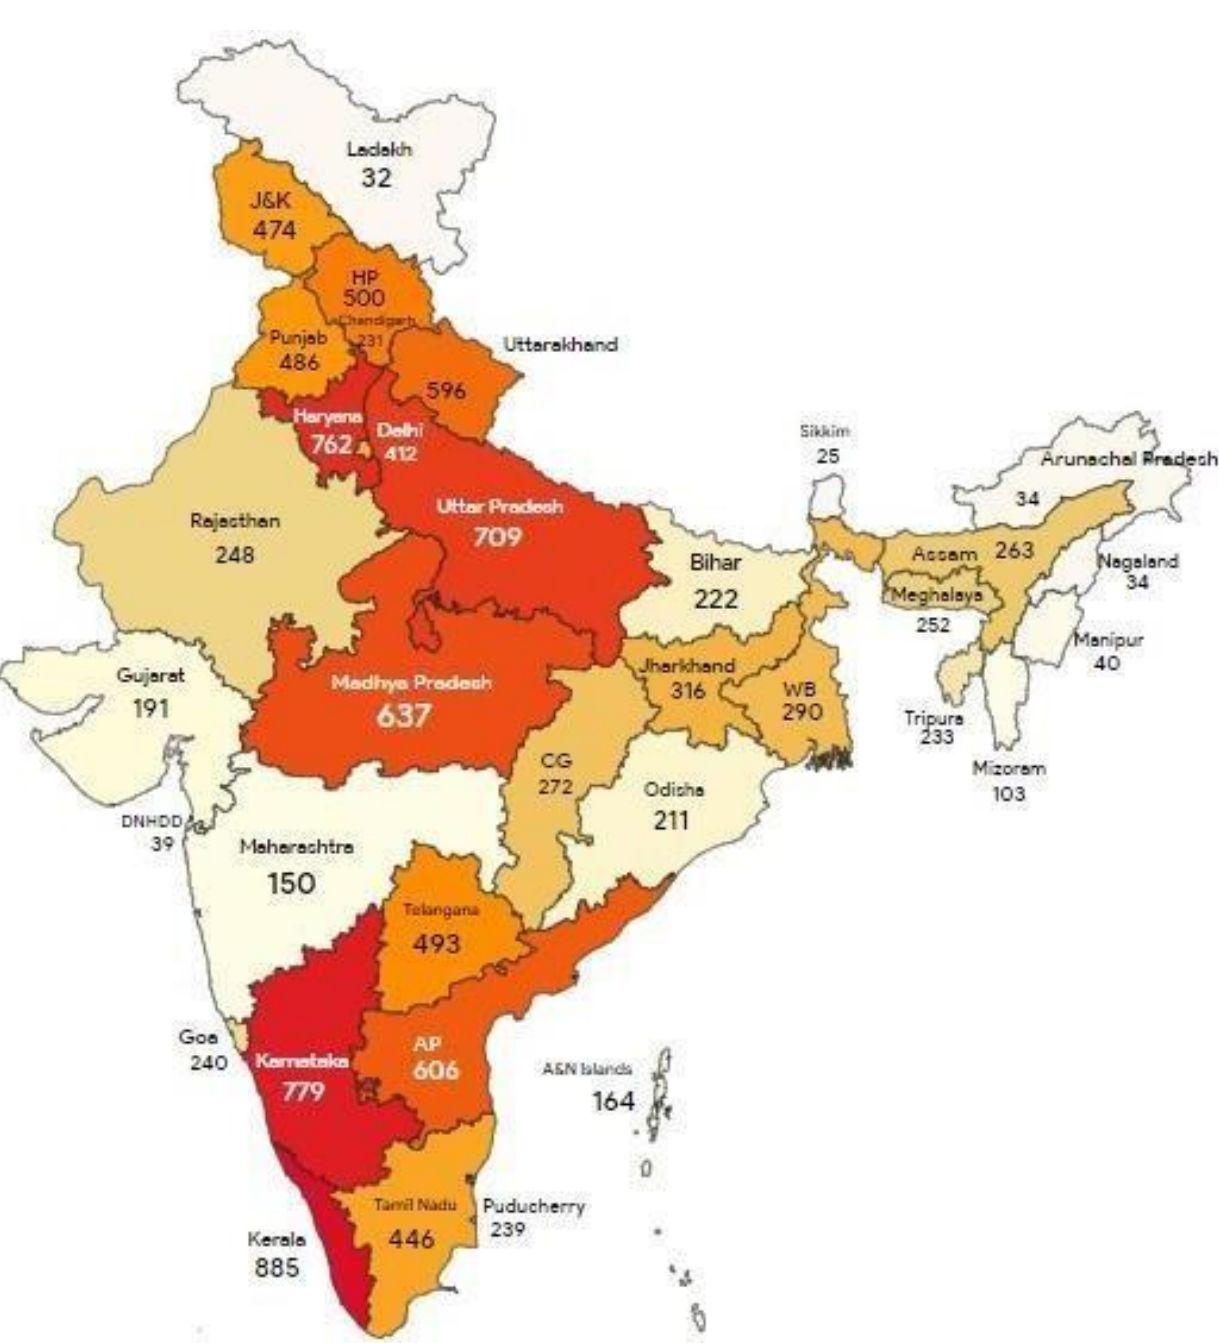 Ladakh
32
J&K
474
HP
500
Chandigarh
231
Punjab
486
Uttarakhand
596
Haryana
762
Delhi
412
Sikkim
25
Arunachal Pradesh
34
Uttar Pradesh
709
Rajasthan
248
Bihar
222
Assam 263
Nagaland
34
Meghalaya
252
Manipur
40
Gujarat
191
Madhya Pradesh
637
Jharkhand
316
WB
290
Tripura
233
Mizoram
103
CG
272
Odisha
211
DNHDD
39
Maharashtra
150
Telangana
493
Goa
240
Karnataka
779
AP
606
A&N Islands
164
Tamil Nadu
446
Puducherry
239
Kerala
885